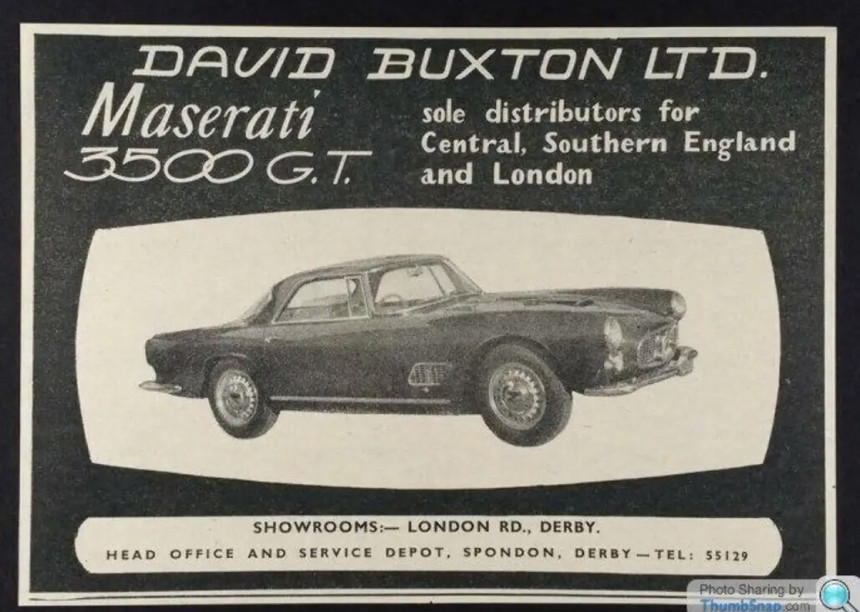 DAVID BUXTON LTD.
Maserati
3500 G.T.
sole distributors for
Central, Southern England
and London
SHOWROOMS:— LONDON RD., DERBY.
HEAD OFFICE AND SERVICE DEPOT, SPONDON, DERBY — TEL: 55129
Photo Sharing by
ThumbSnap.com